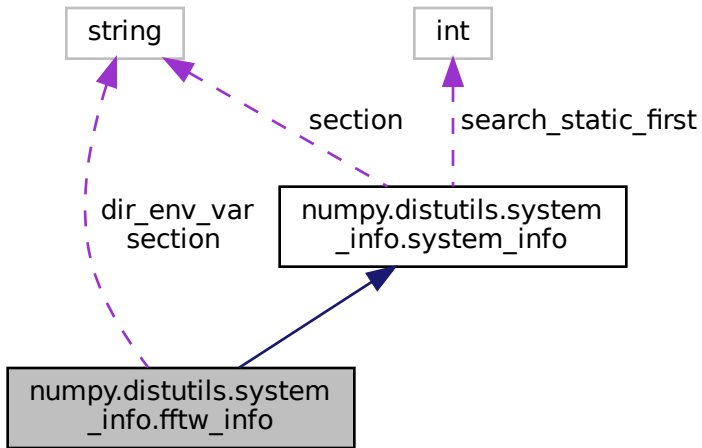 string
int
section
search_static_first
dir_env_var
section
numpy.distutils.system
_info.system_info
numpy.distutils.system
_info.fftw_info